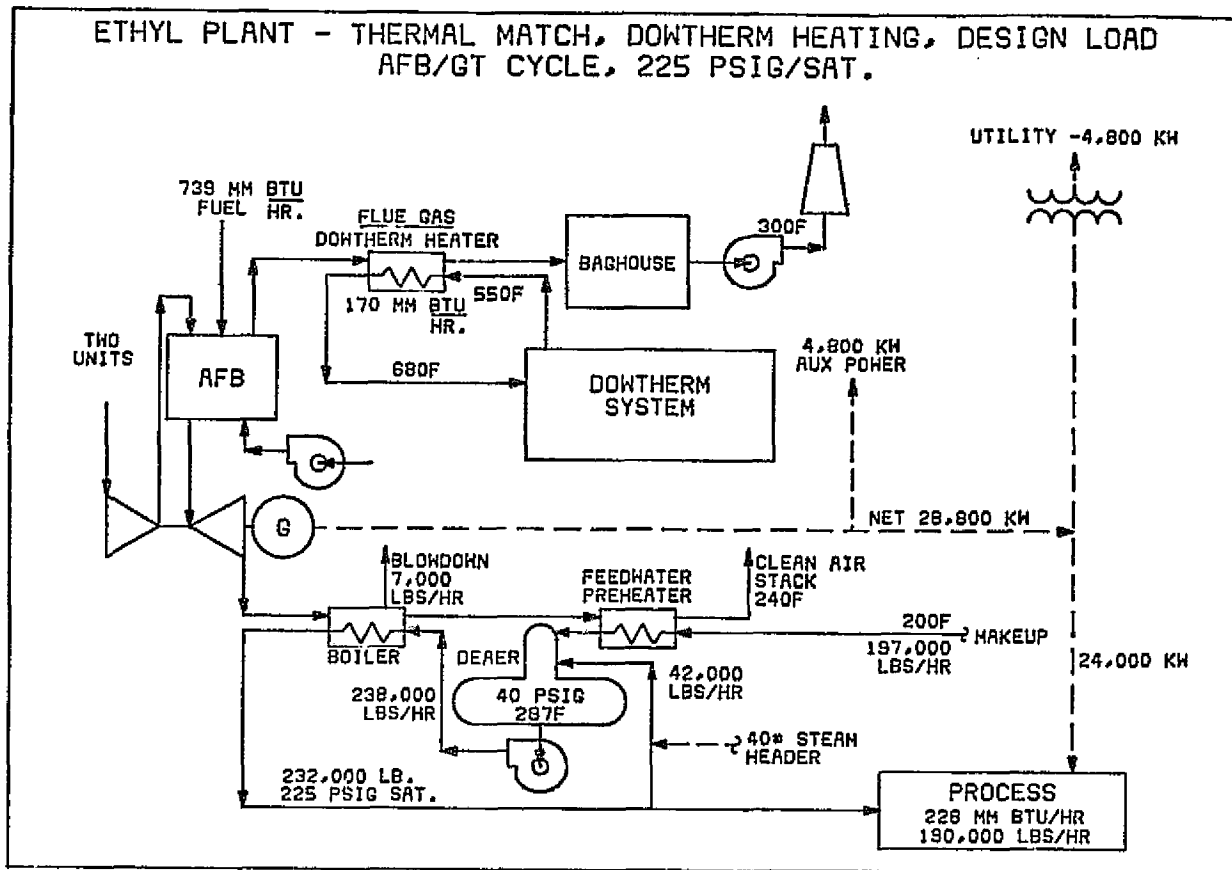 ETHYL PLANT - THERMAL MATCH, DOWTHERM HEATING, DESIGN LOAD
AFB/GT CYCLE, 225 PSIG/SAT.
UTILITY -4,800 KW
739 MM BTU
FUEL HR.
FLUE GAS
DOWTHERM HEATER
BAGHOUSE
300F
170 MM BTU
HR.
550F
TWO
UNITS
AFB
680F
DOWTHERM
SYSTEM
4,800 KW
AUX POWER
G
NET 28,800 KW
BLOWDOWN
7,000
LBS/HR
FEEDWATER
PREHEATER
CLEAN AIR
STACK
240F
BOILER
DEAER
200F
MAKEUP
197,000
LBS/HR
24,000 KW
238,000
LBS/HR
40 PSIG
287F
42,000
LBS/HR
40# STEAM
HEADER
232,000 LB.
225 PSIG SAT.
PROCESS
228 MM BTU/HR
190,000 LBS/HR